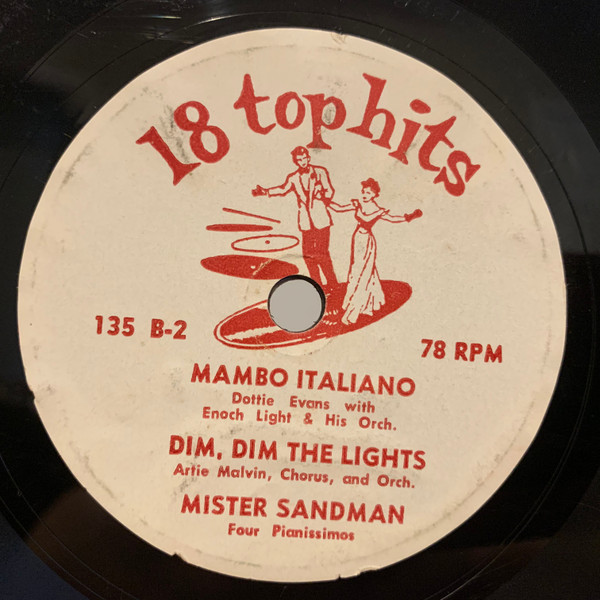 18 top hits
135 B-2
78 RPM
MAMBO ITALIANO
Dottie Evans with
Enoch Light & His Orch.
DIM, DIM THE LIGHTS
Artie Malvin, Chorus, and Orch.
MISTER SANDMAN
Four Pianissimos